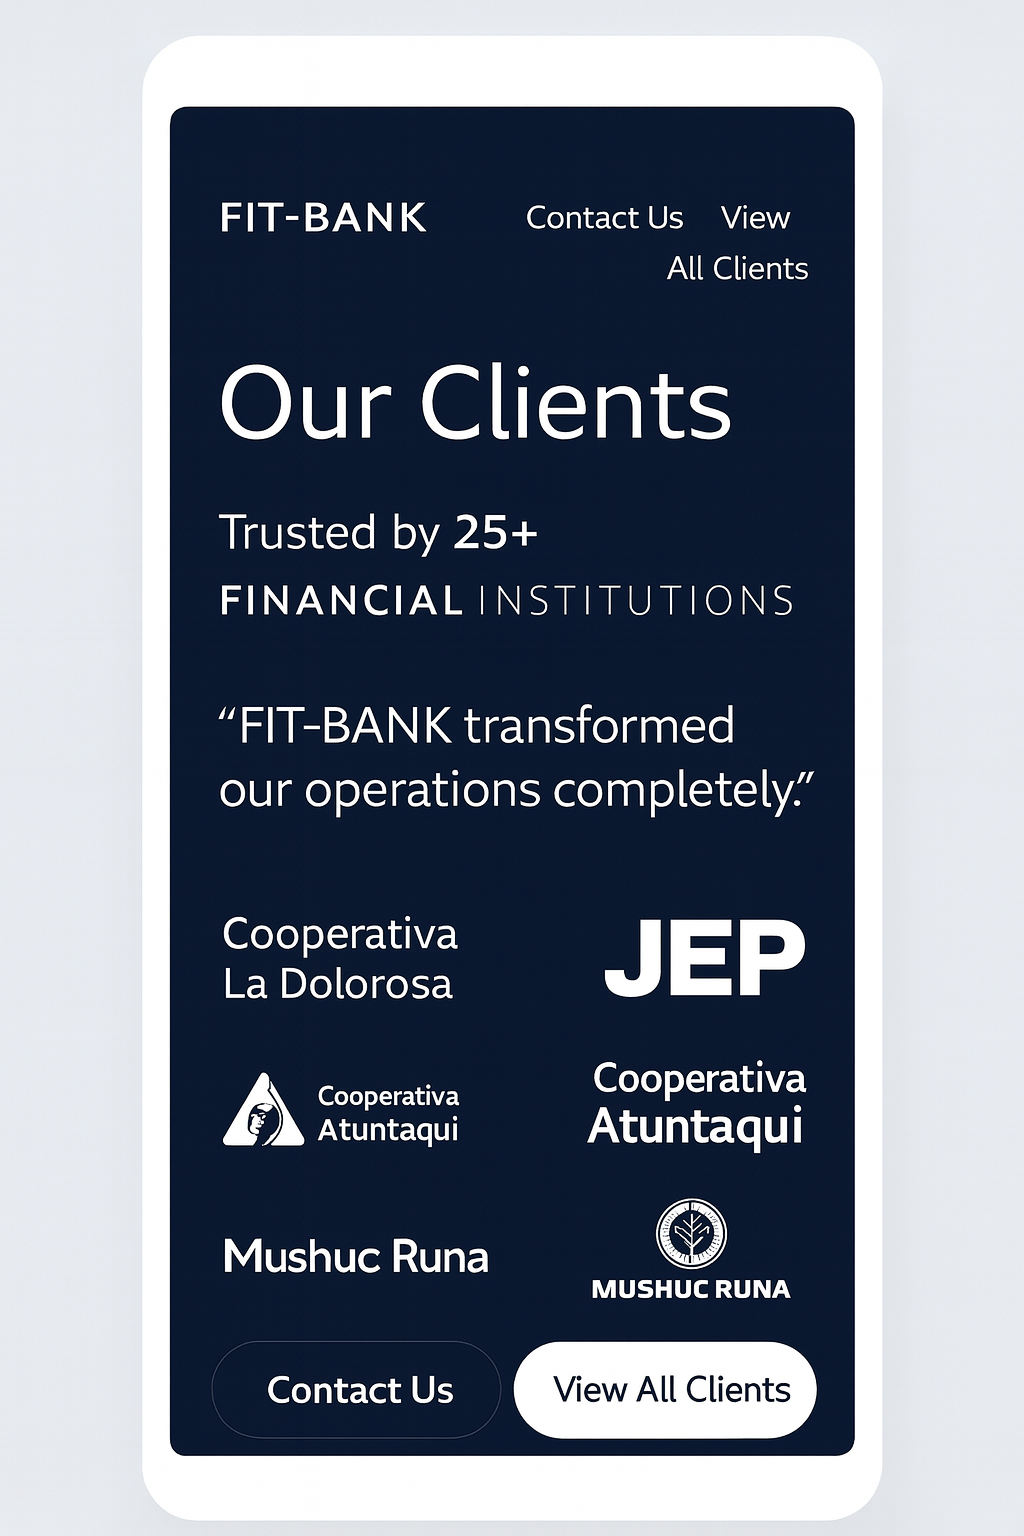 FIT-BANK
Contact Us View
All Clients
Our Clients
Trusted by 25+
FINANCIAL INSTITUTIONS
“FIT-BANK transformed
our operations completely.”
Cooperativa
La Dolorosa
JEP
Cooperativa
Atuntaqui
Cooperativa
Atuntaqui
Mushuc Runa
MUSHUC RUNA
Contact Us
View All Clients